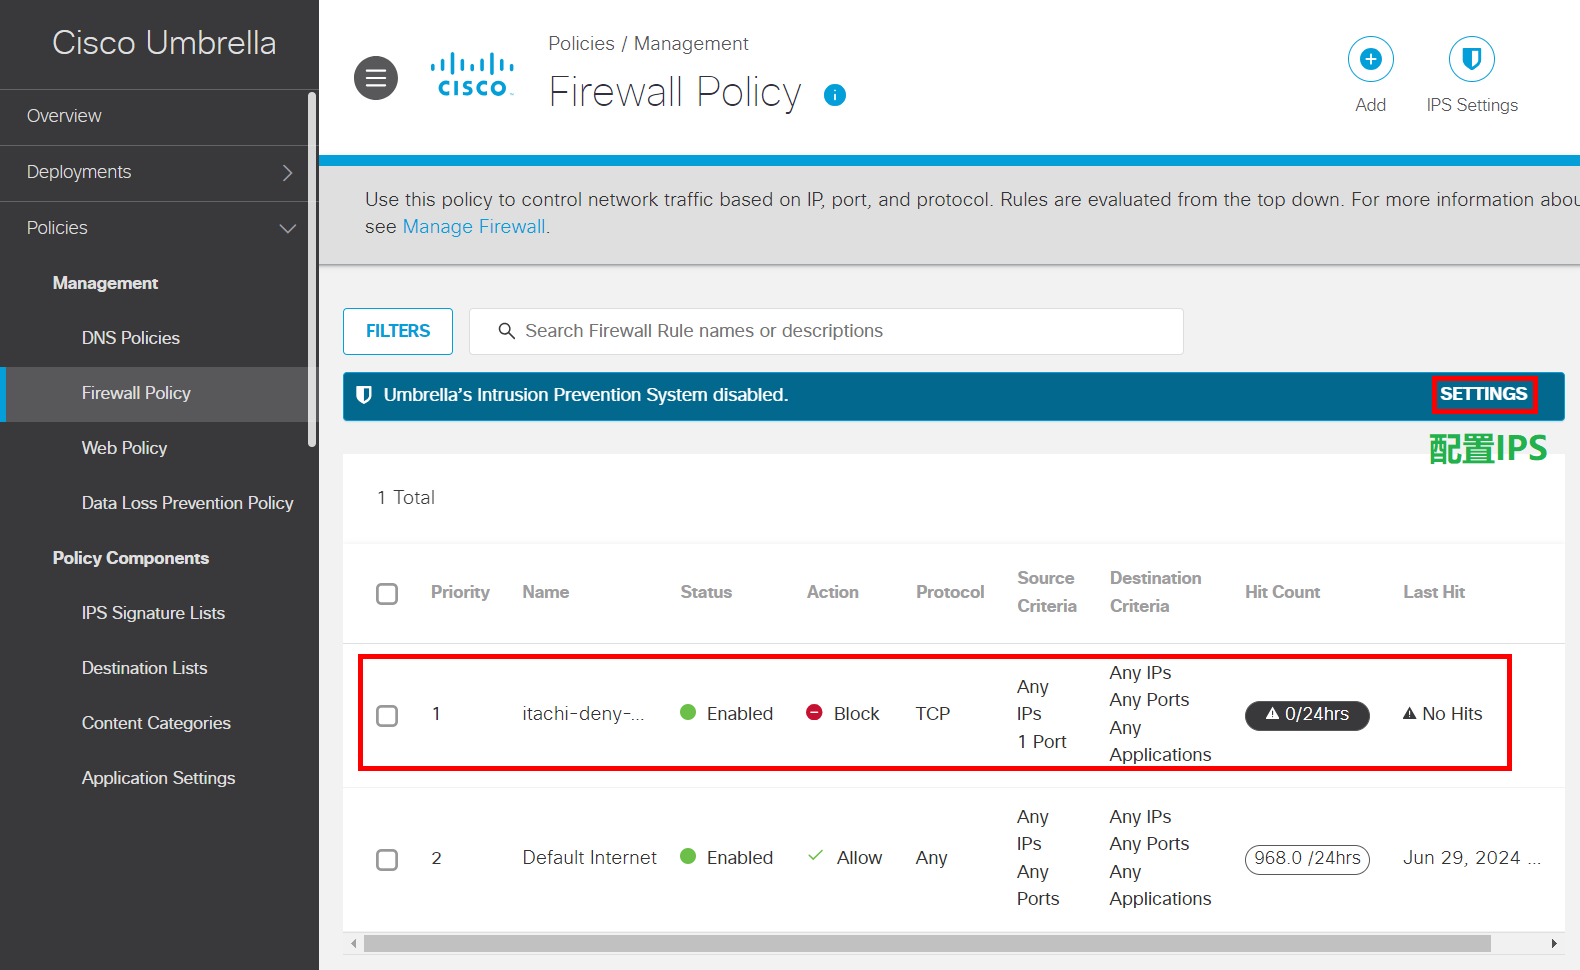 Cisco Umbrella
Overview
Deployments
Policies
Management
DNS Policies
Firewall Policy
Web Policy
Data Loss Prevention Policy
Policy Components
IPS Signature Lists
Destination Lists
Content Categories
Application Settings
CISCO
Policies / Management
Firewall Policy
Add
IPS Settings
Use this policy to control network traffic based on IP, port, and protocol. Rules are evaluated from the top down. For more information abou
see Manage Firewall.
FILTERS
Search Firewall Rule names or descriptions
Umbrella's Intrusion Prevention System disabled.
SETTINGS
配置IPS
1 Total
Priority
Name
Status
Action
Protocol
Source
Criteria
Destination
Criteria
Hit Count
Last Hit
1
itachi-deny-...
Enabled
Block
TCP
Any
IPs
1 Port
Any IPs
Any Ports
Any
Applications
0/24hrs
No Hits
2
Default Internet
Enabled
Allow
Any
Any
IPs
Any
Ports
Any IPs
Any Ports
Any
Applications
968.0 /24hrs
Jun 29, 2024 ...